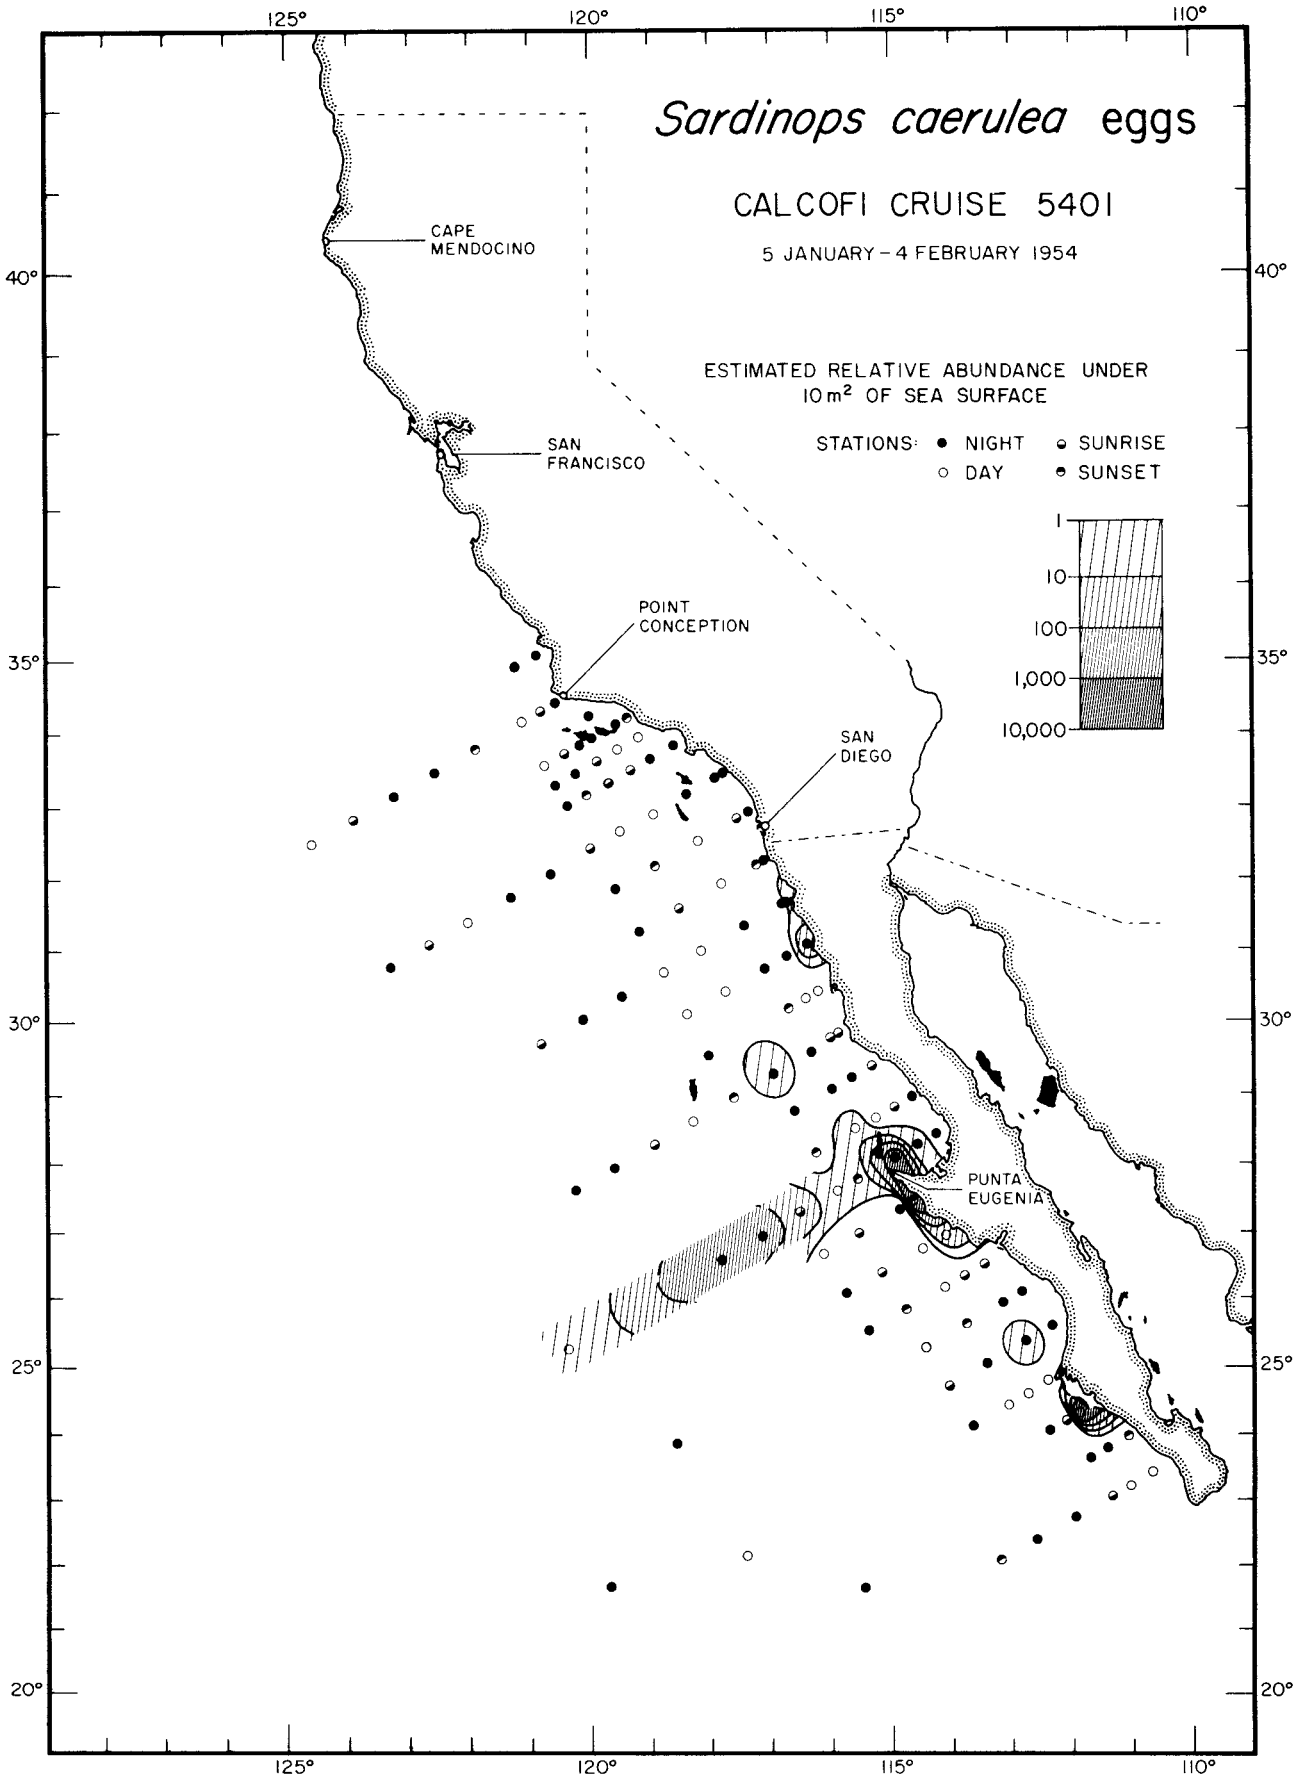 125° 120° 115° 110°
Sardinops caerulea eggs
CALCOFI CRUISE 5401
5 JANUARY – 4 FEBRUARY 1954
CAPE
MENDOCINO
40° 40°
ESTIMATED RELATIVE ABUNDANCE UNDER
10 m² OF SEA SURFACE
STATIONS: NIGHT SUNRISE
DAY SUNSET
SAN
FRANCISCO
1
10
100
1,000
10,000
POINT
CONCEPTION
35° 35°
SAN
DIEGO
30° 30°
PUNTA
EUGENIA
25° 25°
20° 20°
125° 120° 115° 110°